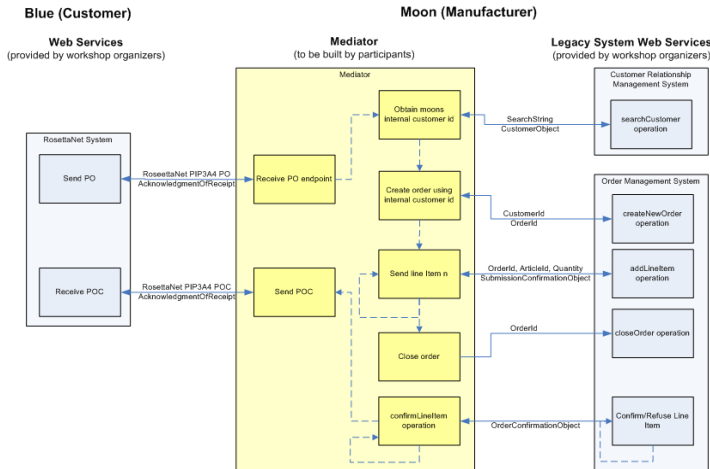 Blue (Customer)
Moon (Manufacturer)
Web Services
(provided by workshop organizers)
Mediator
(to be built by participants)
Legacy System Web Services
(provided by workshop organizers)
Mediator
Customer Relationship
Management System
Obtain moons
internal customer id
SearchString
CustomerObject
searchCustomer
operation
RosettaNet System
Send PO
RoseettaNet PIP3A4 PO
AcknowledgmentOfReceipt
Receive PO endpoint
Create order using
internal customer id
CustomerId
OrderId
Order Management System
createNewOrder
operation
Receive POC
RosettaNet PIP3A4 POC
AcknowledgmentOfReceipt
Send POC
Send line Item n
OrderId, ArticleId, Quantity
SubmissionConfirmationObject
addLineItem
operation
Close order
OrderId
closeOrder operation
confirmLineItem
operation
OrderConfirmationObject
Confirm/Refuse Line
Item